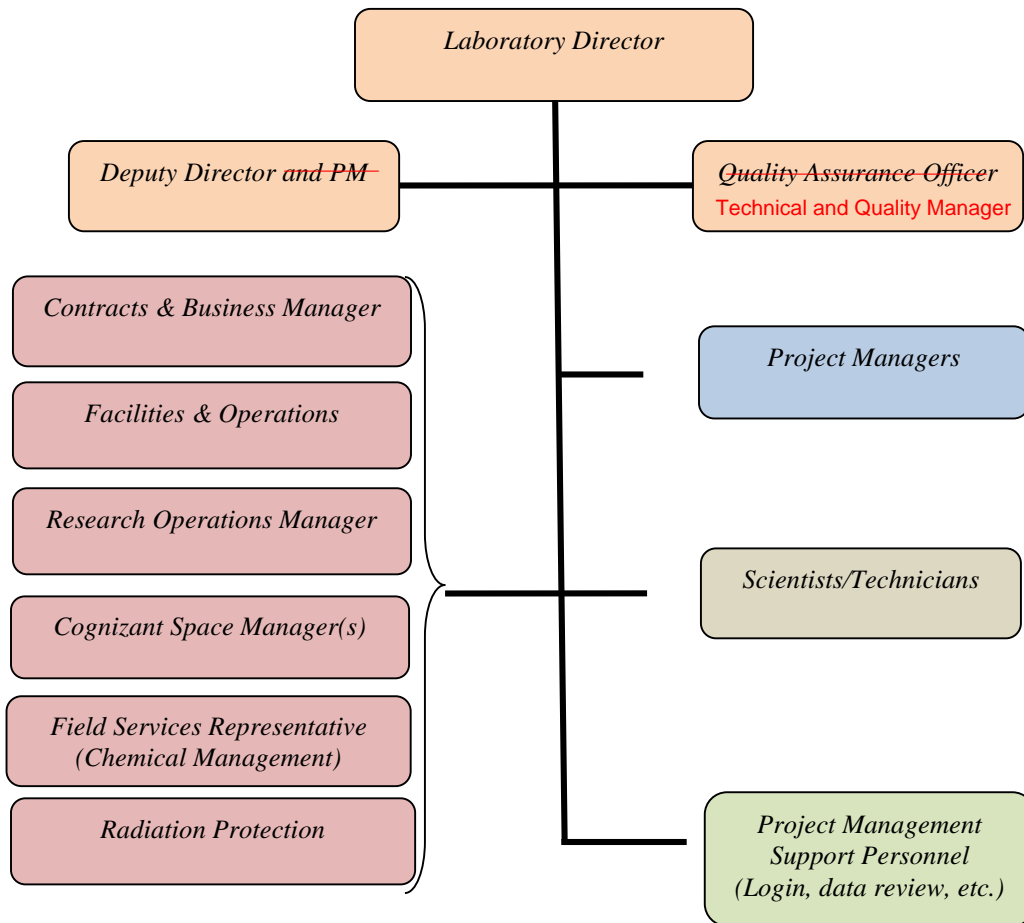 Laboratory Director
Deputy Director and PM
Quality Assurance Officer
Technical and Quality Manager
Contracts & Business Manager
Project Managers
Facilities & Operations
Research Operations Manager
Scientists/Technicians
Cognizant Space Manager(s)
Field Services Representative
(Chemical Management)
Radiation Protection
Project Management
Support Personnel
(Login, data review, etc.)